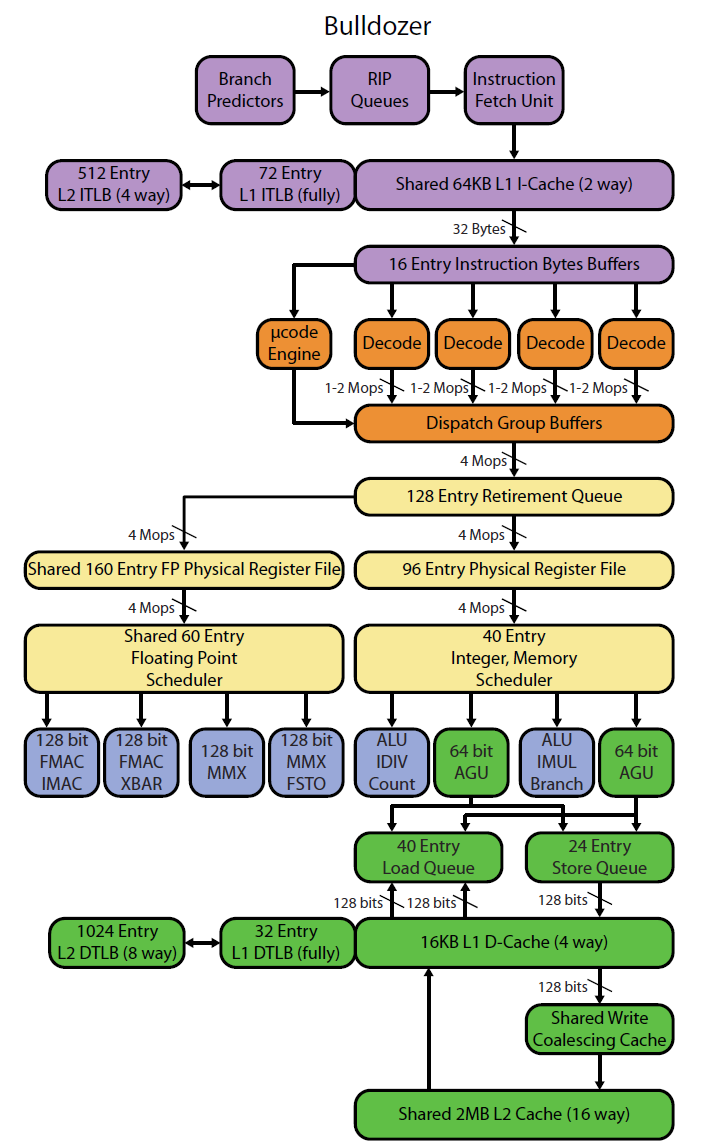 Bulldozer
Branch
Predictors
RIP
Queues
Instruction
Fetch Unit
512 Entry
L2 ITLB (4 way)
72 Entry
L1 ITLB (fully)
Shared 64KB L1 I-Cache (2 way)
32 Bytes
16 Entry Instruction Bytes Buffers
μcode
Engine
Decode
Decode
Decode
Decode
1-2 Mops
1-2 Mops
1-2 Mops
1-2 Mops
Dispatch Group Buffers
4 Mops
128 Entry Retirement Queue
4 Mops
4 Mops
Shared 160 Entry FP Physical Register File
96 Entry Physical Register File
4 Mops
4 Mops
Shared 60 Entry
Floating Point
Scheduler
40 Entry
Integer, Memory
Scheduler
128 bit
FMAC
IMAC
128 bit
FMAC
XBAR
128 bit
MMX
128 bit
MMX
FSTO
ALU
IDIV
Count
64 bit
AGU
ALU
IMUL
Branch
64 bit
AGU
40 Entry
Load Queue
24 Entry
Store Queue
128 bits
128 bits
128 bits
1024 Entry
L2 DTLB (8 way)
32 Entry
L1 DTLB (fully)
16KB L1 D-Cache (4 way)
128 bits
Shared Write
Coalescing Cache
Shared 2MB L2 Cache (16 way)